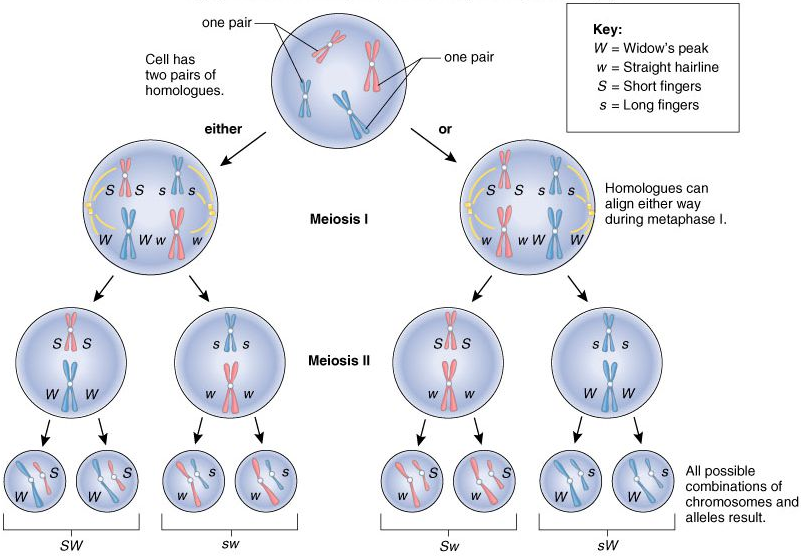 one pair
one pair
Cell has
two pairs of
homologues.
Key:
W = Widow's peak
w = Straight hairline
S = Short fingers
s = Long fingers
either
or
S S s s
W W w w
Meiosis I
S S s s
w w W W
Homologues can
align either way
during metaphase I.
S S
W W
s s
w w
Meiosis II
S S
w w
s s
W W
S
W
S
W
s
w
s
w
S
w
S
w
s
W
s
W
All possible
combinations of
chromosomes and
alleles result.
SW
sw
Sw
sW